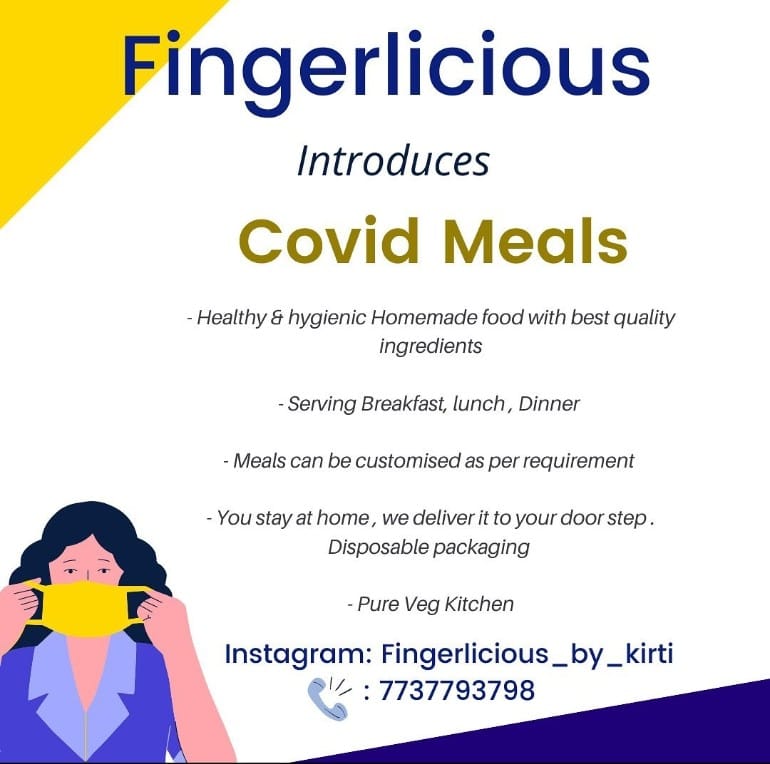 Fingerlicious
Introduces
Covid Meals
- Healthy & hygienic Homemade food with best quality
ingredients
- Serving Breakfast, lunch , Dinner
- Meals can be customised as per requirement
- You stay at home , we deliver it to your door step .
Disposable packaging
- Pure Veg Kitchen
Instagram: Fingerlicious_by_kirti
: 7737793798